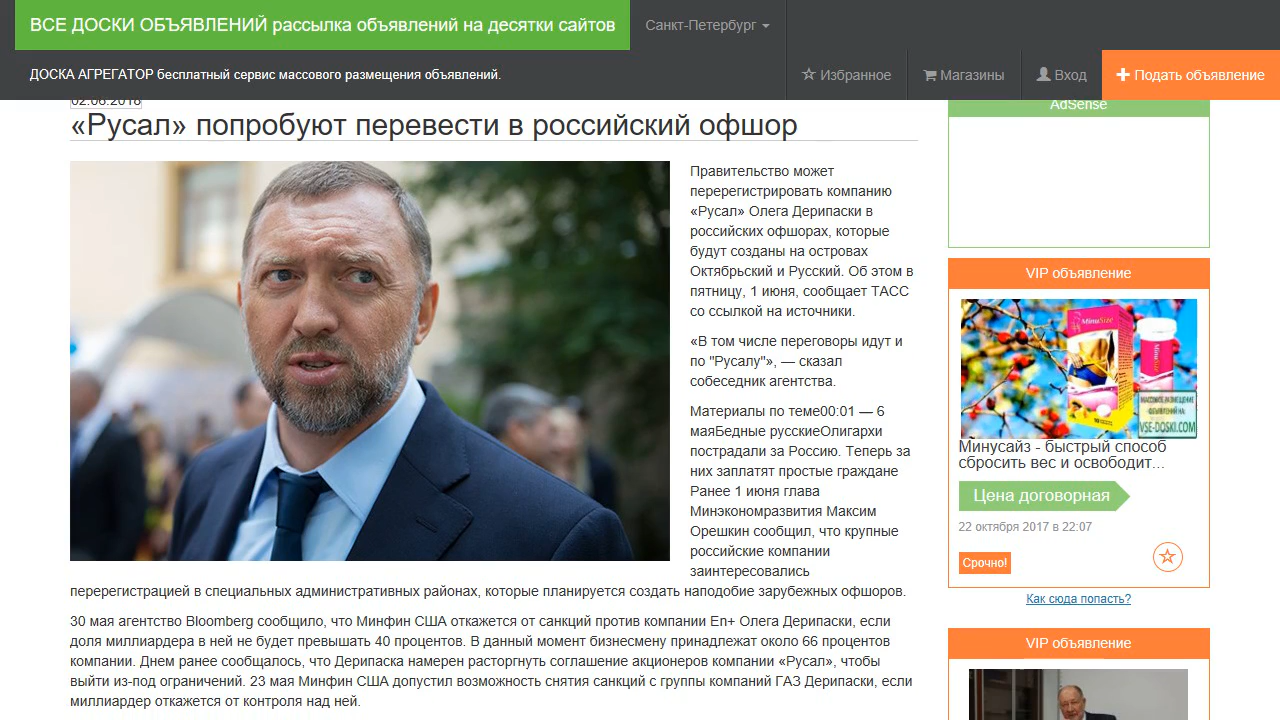 ВСЕ ДОСКИ ОБЪЯВЛЕНИЙ рассылка объявлений на десятки сайтов
Санкт-Петербург
ДОСКА АГРЕГАТОР бесплатный сервис массового размещения объявлений.
Избранное
Магазины
Вход
Подать объявление
02.06.2018
«Русал» попробуют перевести в российский офшор
Правительство может
перерегистрировать компанию
«Русал» Олега Дерипаски в
российских офшорах, которые
будут созданы на островах
Октябрьский и Русский. Об этом в
пятницу, 1 июня, сообщает ТАСС
со ссылкой на источники.
«В том числе переговоры идут и
по "Русалу"», — сказал
собеседник агентства.
Материалы по теме00:01 — 6
маяБедные русскиеОлигархи
пострадали за Россию. Теперь за
них заплатят простые граждане
Ранее 1 июня глава
Минэкономразвития Максим
Орешкин сообщил, что крупные
российские компании
заинтересовались
перерегистрацией в специальных административных районах, которые планируется создать наподобие зарубежных офшоров.
30 мая агентство Bloomberg сообщило, что Минфин США откажется от санкций против компании En+ Олега Дерипаски, если
доля миллиардера в ней не будет превышать 40 процентов. В данный момент бизнесмену принадлежат около 66 процентов
компании. Днем ранее сообщалось, что Дерипаска намерен расторгнуть соглашение акционеров компании «Русал», чтобы
выйти из-под ограничений. 23 мая Минфин США допустил возможность снятия санкций с группы компаний ГАЗ Дерипаски, если
миллиардер откажется от контроля над ней.
AdSense
VIP объявление
MinuSize
MinuSize
МАССОВОЕ РАЗМЕЩЕНИЕ
ОБЪЯВЛЕНИЙ НА:
VSE-DOSKI.COM
Минусайз - быстрый способ
сбросить вес и освободит...
Цена договорная
22 октября 2017 в 22:07
Срочно!
Как сюда попасть?
VIP объявление